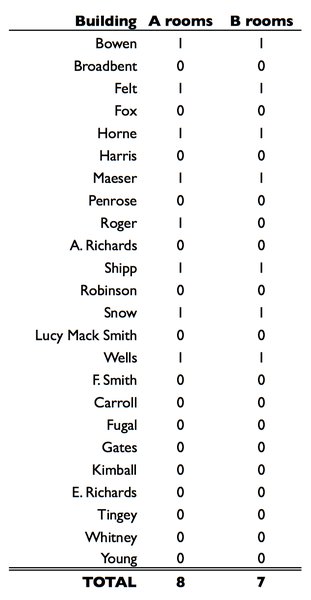 Building A rooms B rooms
Bowen 1 1
Broadbent 0 0
Felt 1 1
Fox 0 0
Horne 1 1
Harris 0 0
Maeser 1 1
Penrose 0 0
Roger 1 0
A. Richards 0 0
Shipp 1 1
Robinson 0 0
Snow 1 1
Lucy Mack Smith 0 0
Wells 1 1
F. Smith 0 0
Carroll 0 0
Fugal 0 0
Gates 0 0
Kimball 0 0
E. Richards 0 0
Tingey 0 0
Whitney 0 0
Young 0 0
TOTAL 8 7